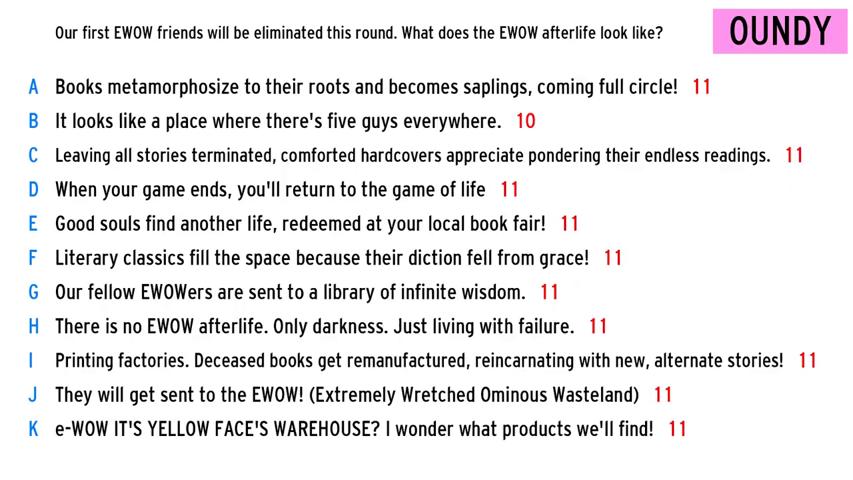 Our first EWOW friends will be eliminated this round. What does the EWOW afterlife look like?
OUNDY
A Books metamorphosize to their roots and becomes saplings, coming full circle! 11
B It looks like a place where there's five guys everywhere. 10
C Leaving all stories terminated, comforted hardcovers appreciate pondering their endless readings. 11
D When your game ends, you'll return to the game of life 11
E Good souls find another life, redeemed at your local book fair! 11
F Literary classics fill the space because their diction fell from grace! 11
G Our fellow EWOWers are sent to a library of infinite wisdom. 11
H There is no EWOW afterlife. Only darkness. Just living with failure. 11
I Printing factories. Deceased books get remanufactured, reincarnating with new, alternate stories! 11
J They will get sent to the EWOW! (Extremely Wretched Ominous Wasteland) 11
K e-WOW IT'S YELLOW FACE'S WAREHOUSE? I wonder what products we'll find! 11